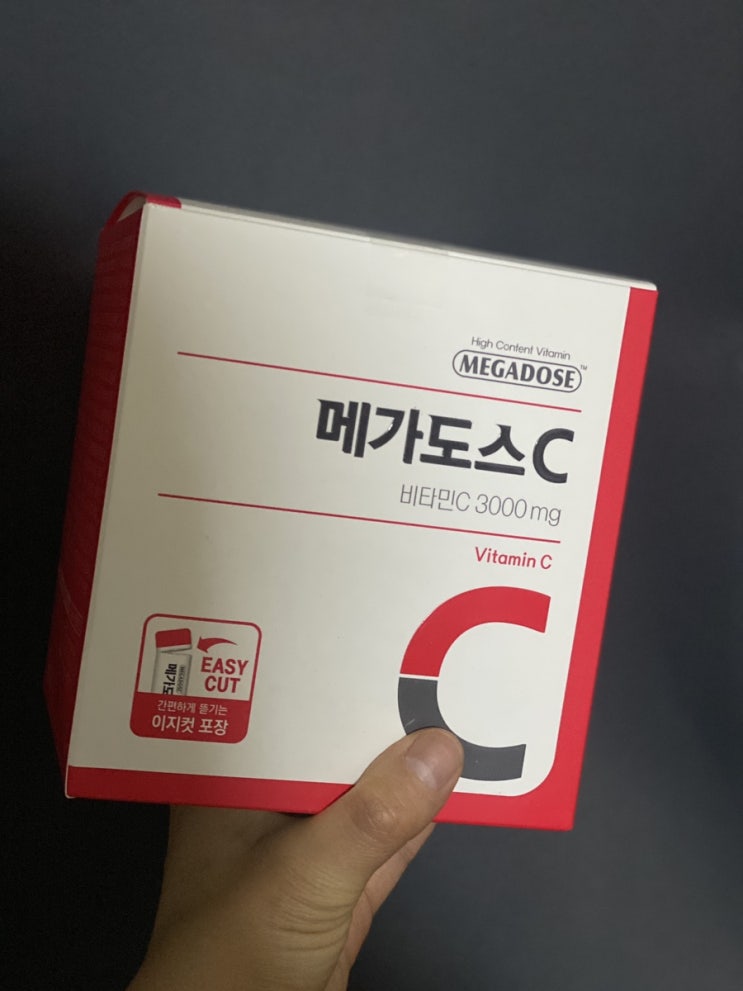 High Content Vitamin
MEGADOSE™
메가도스C
비타민C 3000mg
Vitamin C
C
EASY
CUT
간편하게 뜯기는
이지컷 포장